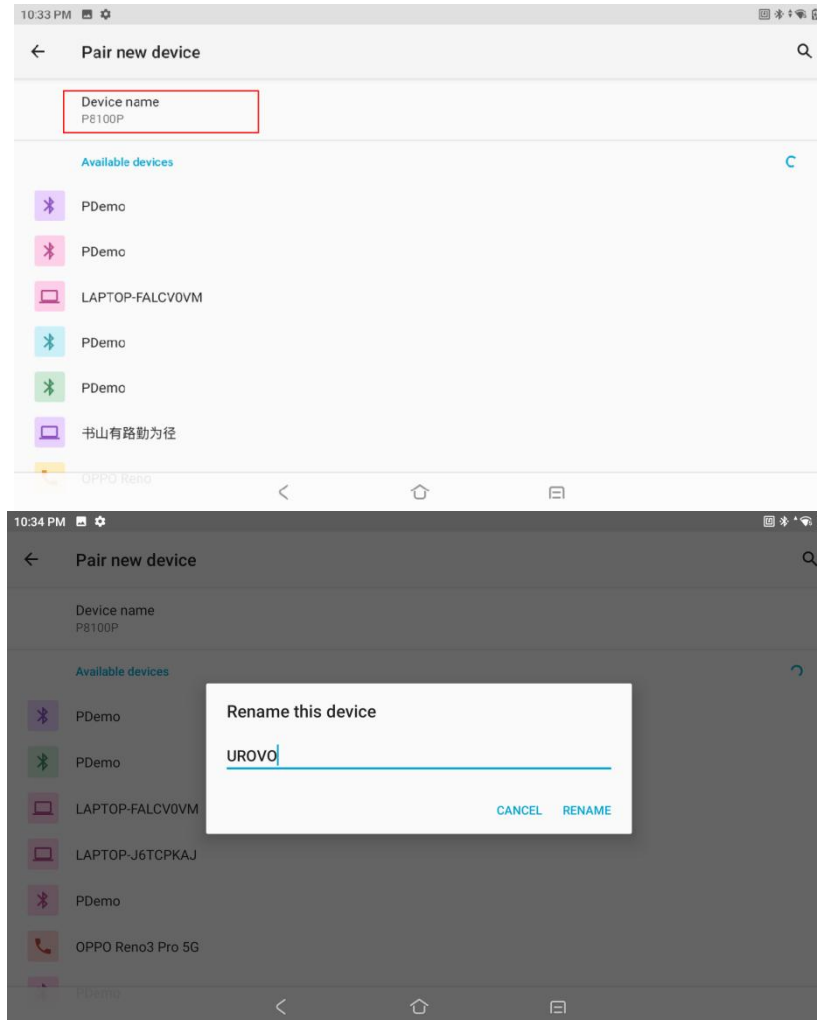 10:33 PM
Pair new device
Device name
P8100P
Available devices
PDemo
PDemo
LAPTOP-FALCV0VM
PDemo
PDemo
书山有路勤为径
OPPO Reno
10:34 PM
Pair new device
Device name
P8100P
Available devices
PDemo
Rename this device
UROVO
PDemo
CANCEL RENAME
LAPTOP-FALCV0VM
LAPTOP-J6TCPKAJ
PDemo
OPPO Reno3 Pro 5G
PDemo